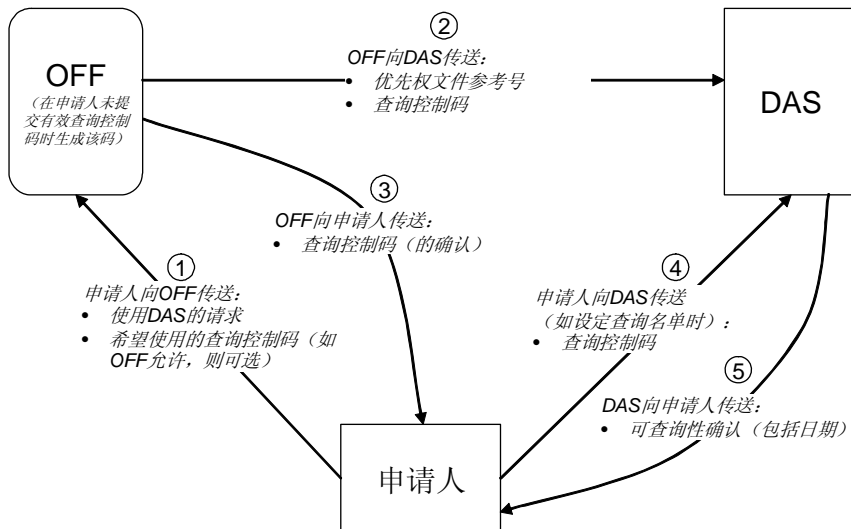 OFF
（在申请人未提
交有效查询控制
码时生成该码）
②
OFF向DAS传送：
• 优先权文件参考号
• 查询控制码
DAS
③
OFF向申请人传送：
• 查询控制码（的确认）
①
申请人向OFF传送：
• 使用DAS的请求
• 希望使用的查询控制码（如
OFF允许，则可选）
④
申请人向DAS传送
（如设定查询名单时）：
• 查询控制码
⑤
DAS向申请人传送：
• 可查询性确认（包括日期）
申请人